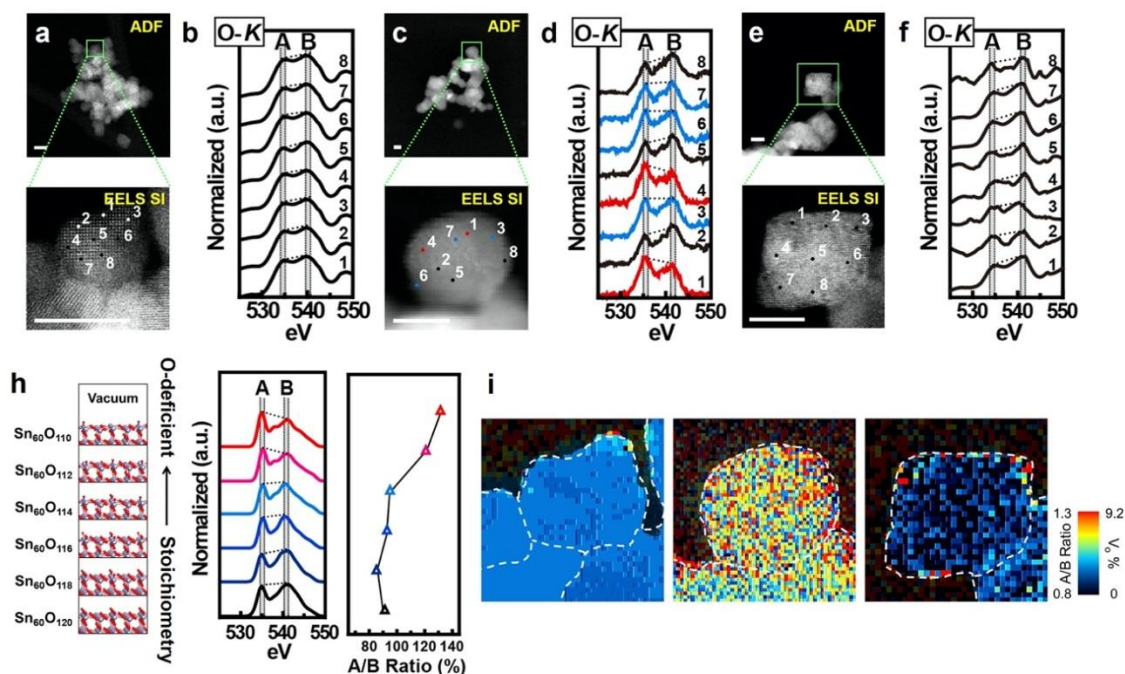 a
ADF
EELS SI
1
2
3
4
5
6
7
8
b
O-K
A B
Normalized (a.u.)
8
7
6
5
4
3
2
1
530 540 550
eV
c
ADF
EELS SI
1
7
3
4
2
8
6
5
d
O-K
A B
Normalized (a.u.)
8
7
6
5
4
3
2
1
530 540 550
eV
e
ADF
EELS SI
1
2
3
4
5
6
7
8
f
O-K
A B
Normalized (a.u.)
8
7
6
5
4
3
2
1
530 540 550
eV
h
Vacuum
Sn60O110
Sn60O112
Sn60O114
Sn60O116
Sn60O118
Sn60O120
O-deficient
Stoichiometry
A B
Normalized (a.u.)
530 540 550
eV
80 100 120 140
A/B Ratio (%)
i
1.3 9.2
A/B Ratio
Vo %
0.8 0